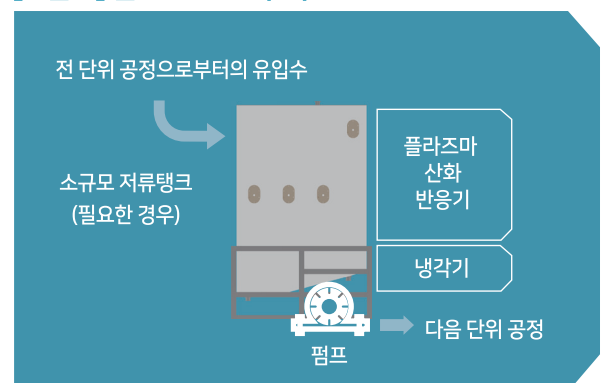 전 단위 공정으로부터의 유입수
소규모 저류탱크
(필요한 경우)
플라즈마
산화
반응기
냉각기
다음 단위 공정
펌프